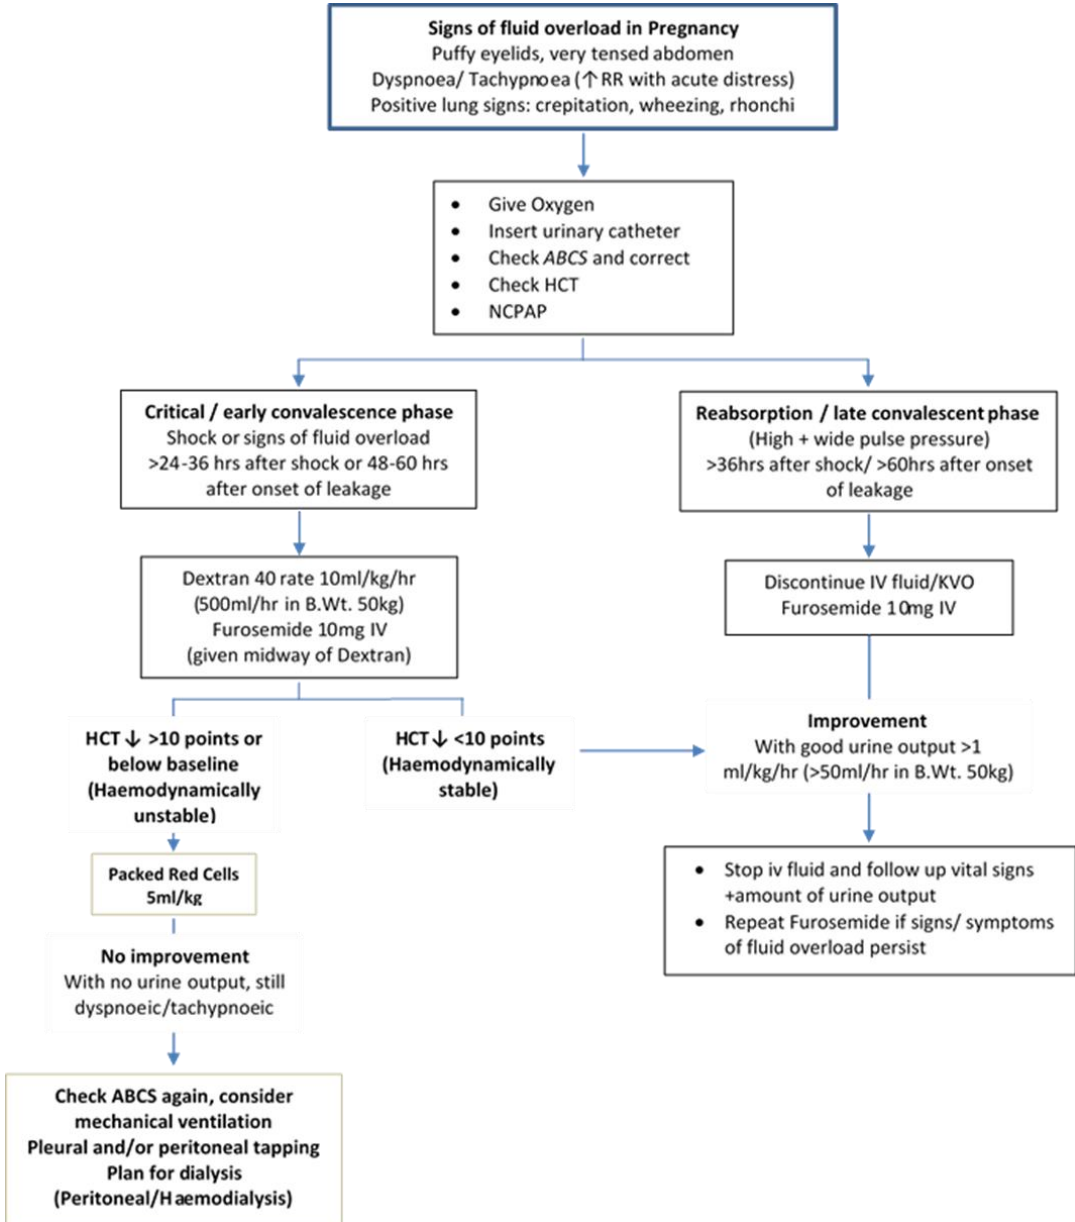 Signs of fluid overload in Pregnancy
Puffy eyelids, very tensed abdomen
Dyspnoea/ Tachypnoea (↑RR with acute distress)
Positive lung signs: crepitation, wheezing, rhonchi
• Give Oxygen
• Insert urinary catheter
• Check ABCS and correct
• Check HCT
• NCPAP
Critical / early convalescence phase
Shock or signs of fluid overload
>24-36 hrs after shock or 48-60 hrs
after onset of leakage
Reabsorption / late convalescent phase
(High + wide pulse pressure)
>36hrs after shock/ >60hrs after onset
of leakage
Dextran 40 rate 10ml/kg/hr
(500ml/hr in B.Wt. 50kg)
Furosemide 10mg IV
(given midway of Dextran)
Discontinue IV fluid/KVO
Furosemide 10mg IV
HCT ↓ >10 points or
below baseline
(Haemodynamically
unstable)
HCT ↓ <10 points
(Haemodynamically
stable)
Improvement
With good urine output >1
ml/kg/hr (>50ml/hr in B.Wt. 50kg)
Packed Red Cells
5ml/kg
• Stop iv fluid and follow up vital signs
+amount of urine output
• Repeat Furosemide if signs/ symptoms
of fluid overload persist
No improvement
With no urine output, still
dyspnoeic/tachypnoeic
Check ABCS again, consider
mechanical ventilation
Pleural and/or peritoneal tapping
Plan for dialysis
(Peritoneal/Haemodialysis)